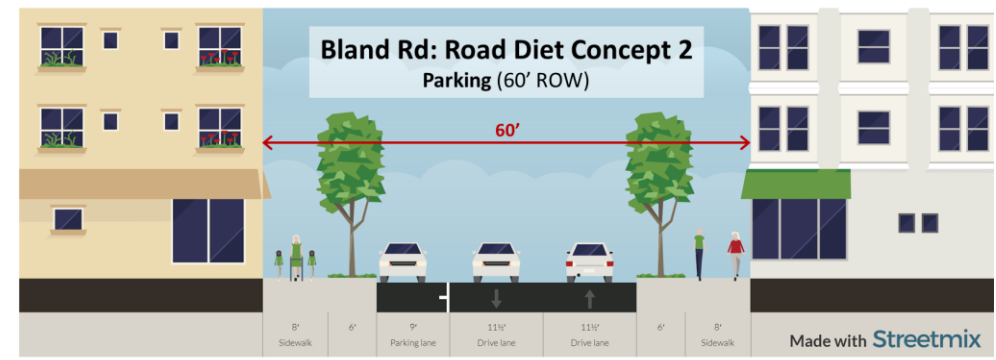 Bland Rd: Road Diet Concept 2
Parking (60’ ROW)
60’
8' 6' 9' 11½' 11½' 6' 8'
Sidewalk Parking lane Drive lane Drive lane Sidewalk
Made with Streetmix